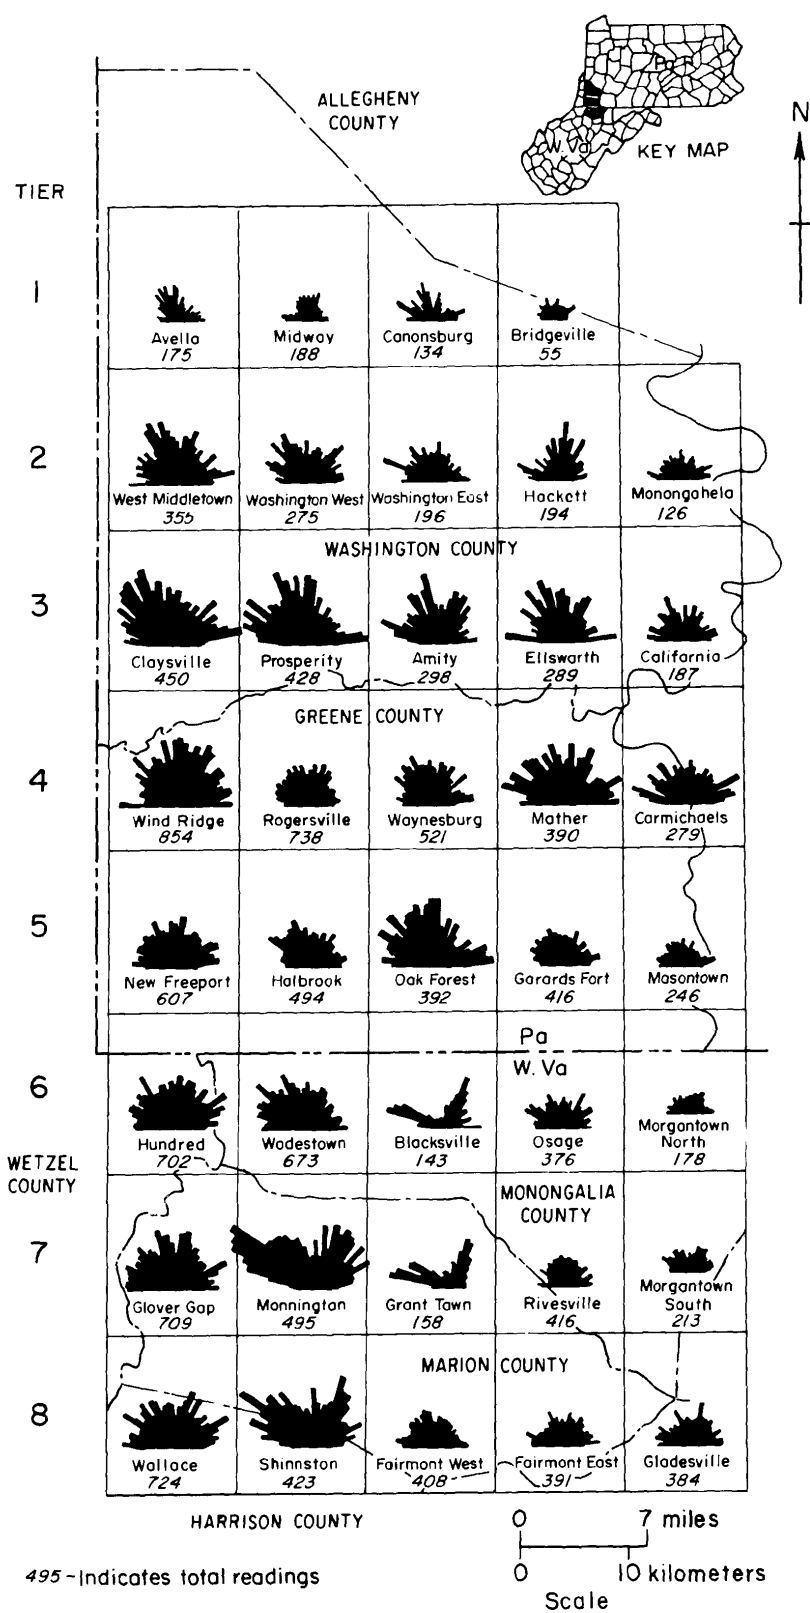 ALLEGHENY
COUNTY
Pa
W. Va
KEY MAP
N
TIER
1
Avella
175
Midway
188
Canonsburg
134
Bridgeville
55
2
West Middletown
355
Washington West
275
Washington East
196
Hackett
194
Monongahela
126
WASHINGTON COUNTY
3
Claysville
450
Prosperity
428
Amity
298
Ellsworth
289
California
187
GREENE COUNTY
4
Wind Ridge
854
Rogersville
738
Waynesburg
521
Mather
390
Carmichaels
279
5
New Freeport
607
Holbrook
494
Oak Forest
392
Garards Fort
416
Masontown
246
Pa
W. Va
6
Hundred
702
Wadestown
673
Blacksville
143
Osage
376
Morgantown
North
178
WETZEL
COUNTY
MONONGALIA
COUNTY
7
Glover Gap
709
Monnington
495
Grant Tawn
158
Rivesville
416
Morgantown
South
213
MARION COUNTY
8
Wallace
724
Shinnston
423
Fairmont West
408
Fairmont East
391
Gladesville
384
HARRISON COUNTY
0 7 miles
0 10 kilometers
Scale
495-Indicates total readings